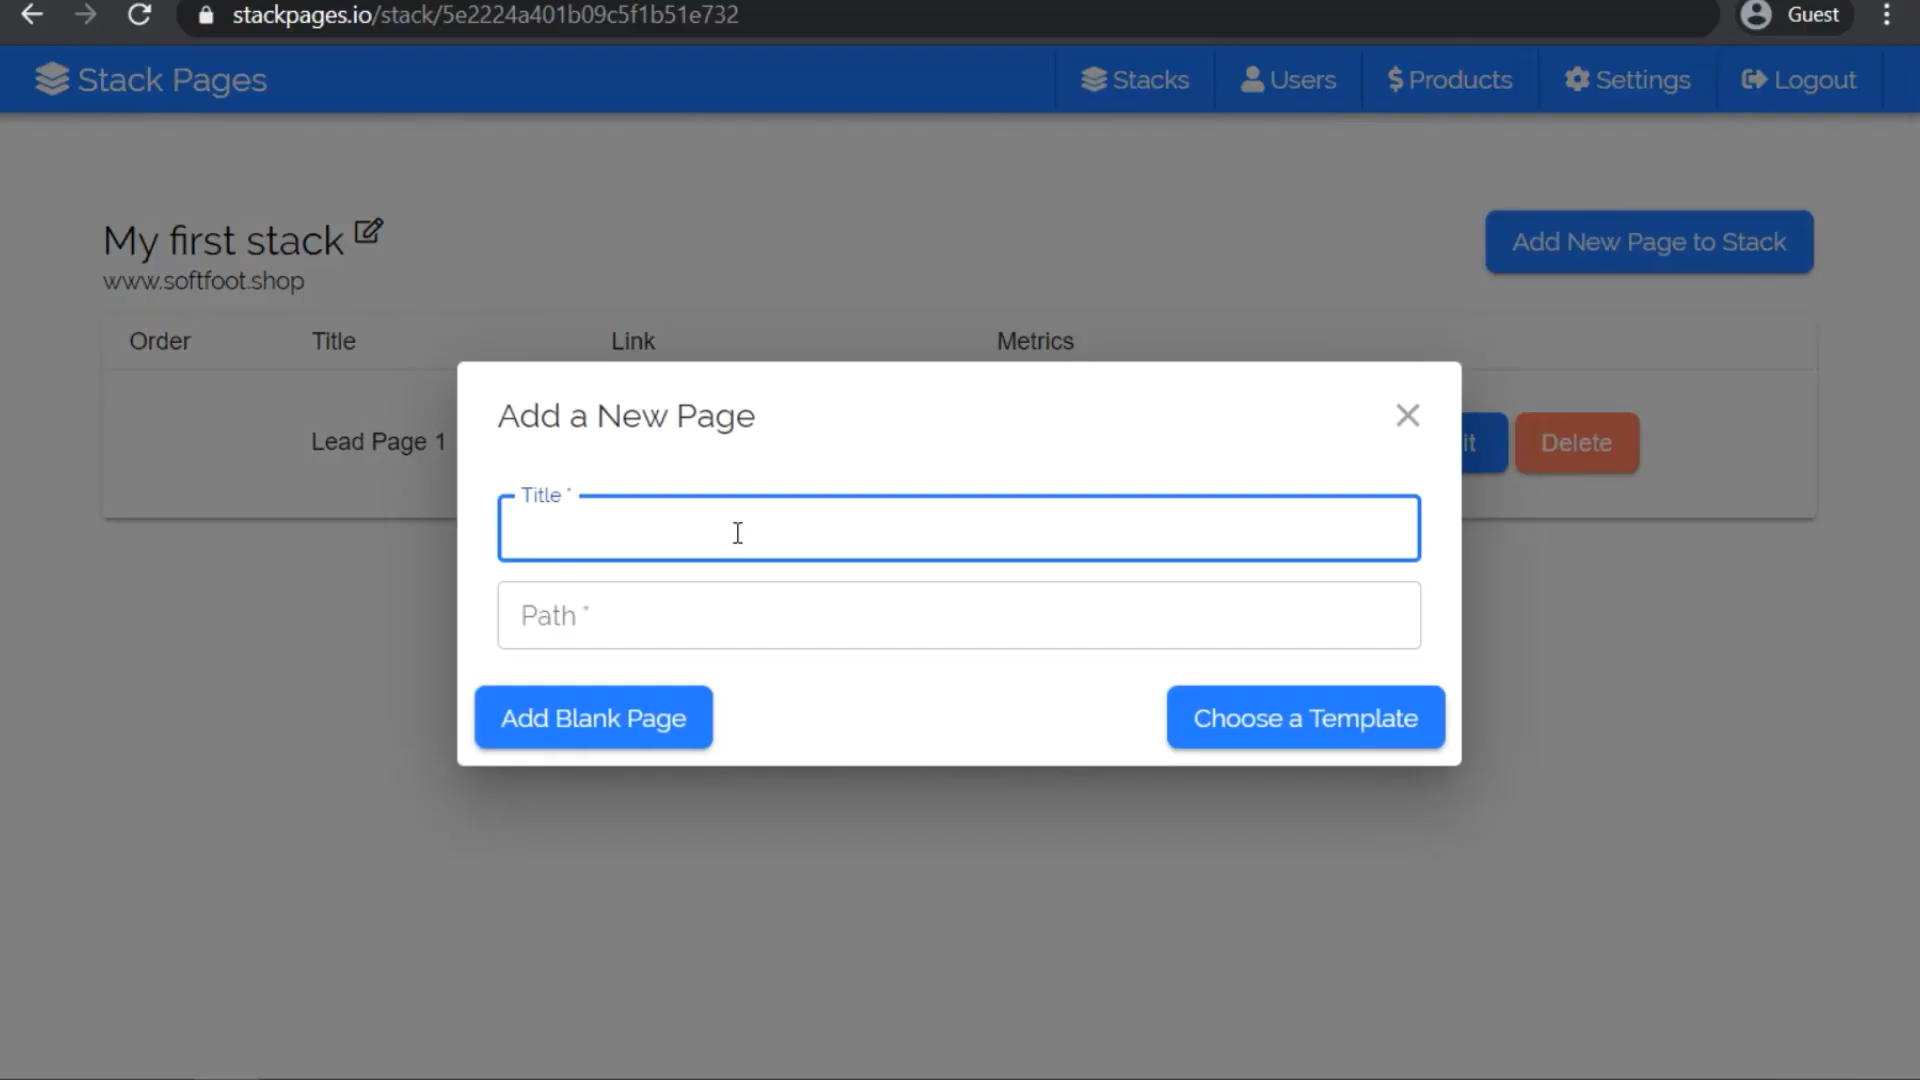 stackpages.io/stack/5e2224a401b09c5f1b51e732
Guest
Stack Pages
Stacks
Users
$ Products
Settings
Logout
My first stack
www.softfoot.shop
Add New Page to Stack
Order
Title
Link
Metrics
Lead Page 1
it
Delete
Add a New Page
Title *
Path *
Add Blank Page
Choose a Template